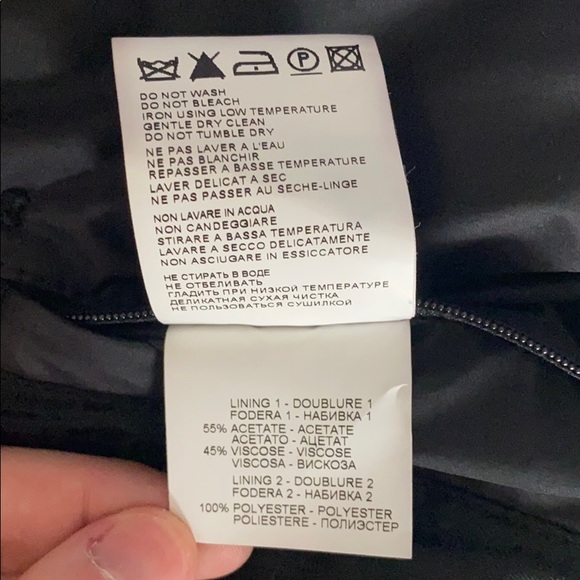 DO NOT WASH
DO NOT BLEACH
IRON USING LOW TEMPERATURE
GENTLE DRY CLEAN
DO NOT TUMBLE DRY
NE PAS LAVER A L'EAU
NE PAS BLANCHIR
REPASSER A BASSE TEMPERATURE
LAVER DELICAT A SEC
NE PAS PASSER AU SECHE-LINGE
NON LAVARE IN ACQUA
NON CANDEGGIARE
STIRARE A BASSA TEMPERATURA
LAVARE A SECCO DELICATAMENTE
NON ASCIUGARE IN ESSICCATORE
НЕ СТИРАТЬ В ВОДЕ
НЕ ОТБЕЛИВАТЬ
ГЛАДИТЬ ПРИ НИЗКОЙ ТЕМПЕРАТУРЕ
ДЕЛИКАТНАЯ СУХАЯ ЧИСТКА
НЕ ПОЛЬЗОВАТЬСЯ СУШИЛКОЙ
LINING 1 - DOUBLURE 1
FODERA 1 - НАБИВКА 1
55% ACETATE - ACETATE
ACETATO - АЦЕТАТ
45% VISCOSE - VISCOSE
VISCOSA - ВИСКОЗА
LINING 2 - DOUBLURE 2
FODERA 2 - НАБИВКА 2
100% POLYESTER - POLYESTER
POLIESTERE - ПОЛИЭСТЕР